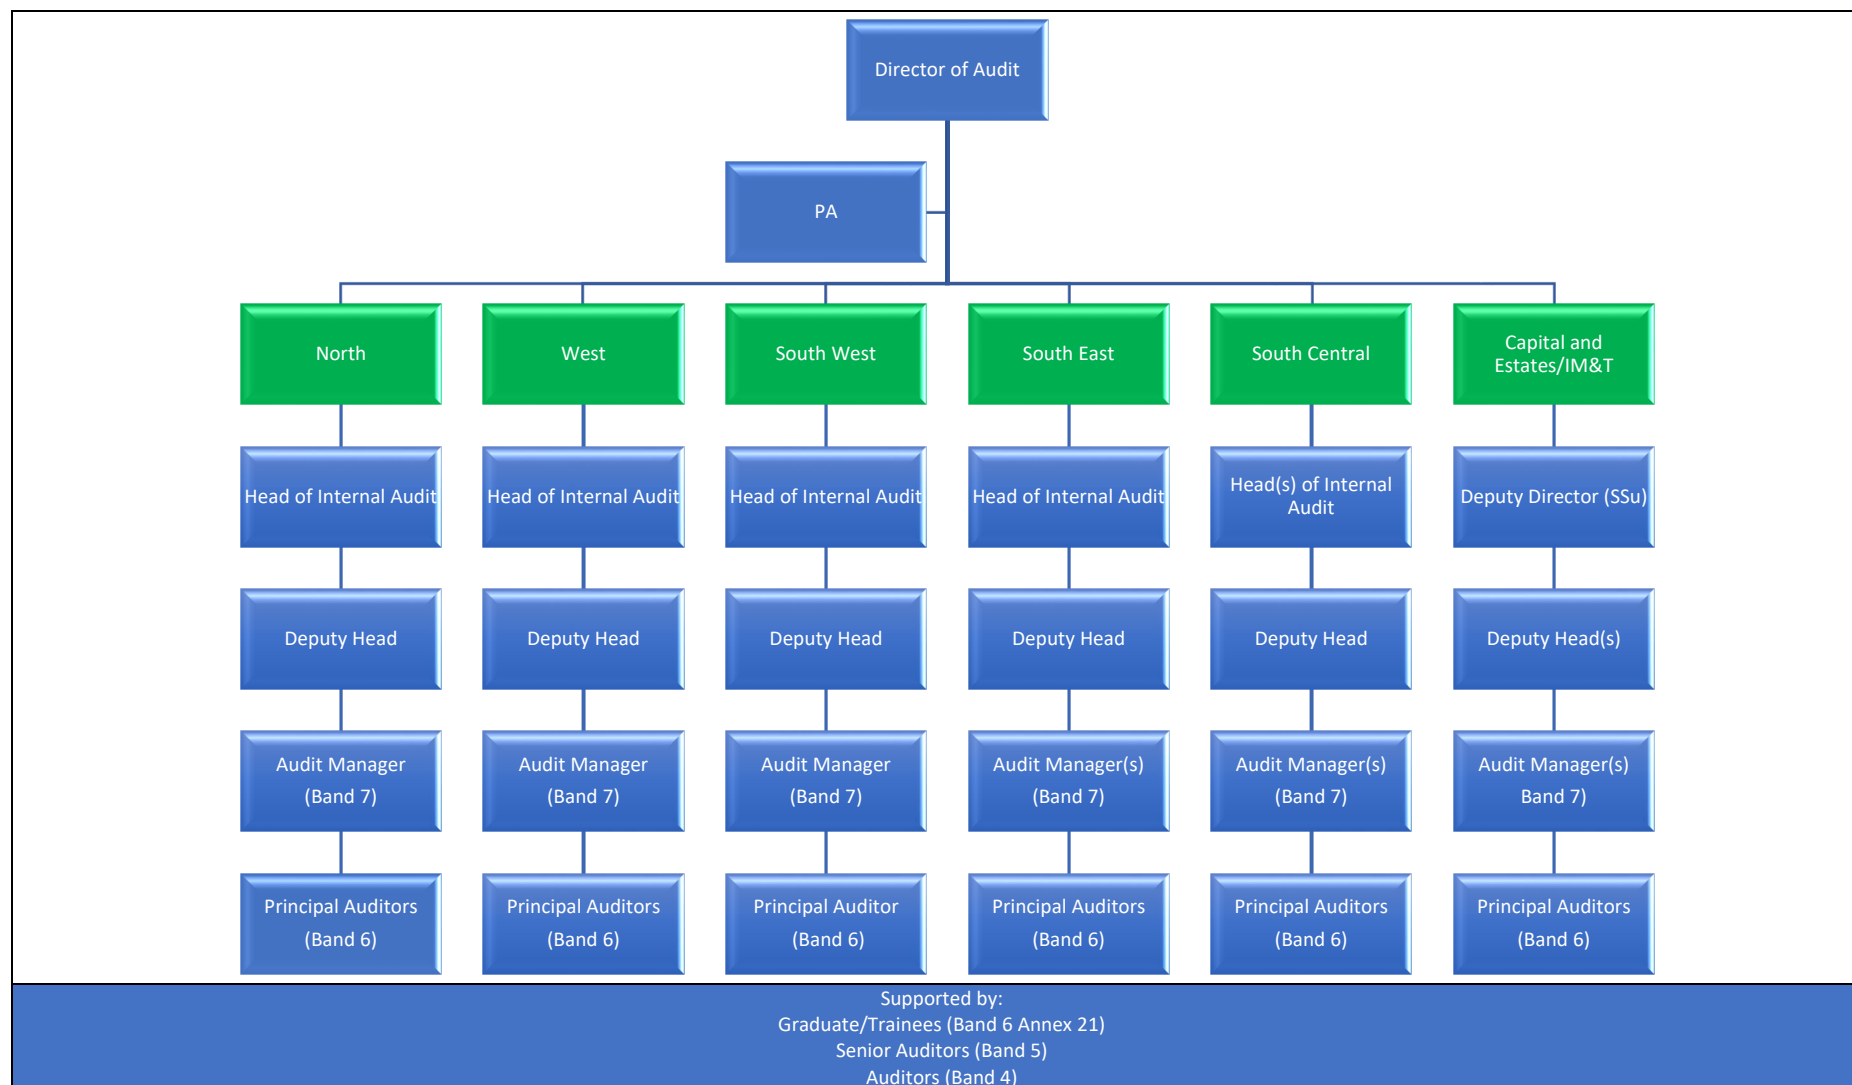 Director of Audit
PA
North
West
South West
South East
South Central
Capital and
Estates/IM&T
Head of Internal Audit
Head of Internal Audit
Head of Internal Audit
Head of Internal Audit
Head(s) of Internal
Audit
Deputy Director (SSu)
Deputy Head
Deputy Head
Deputy Head
Deputy Head
Deputy Head
Deputy Head(s)
Audit Manager
(Band 7)
Audit Manager
(Band 7)
Audit Manager
(Band 7)
Audit Manager(s)
(Band 7)
Audit Manager(s)
(Band 7)
Audit Manager(s)
Band 7)
Principal Auditors
(Band 6)
Principal Auditors
(Band 6)
Principal Auditor
(Band 6)
Principal Auditors
(Band 6)
Principal Auditors
(Band 6)
Principal Auditors
(Band 6)
Supported by:
Graduate/Trainees (Band 6 Annex 21)
Senior Auditors (Band 5)
Auditors (Band 4)